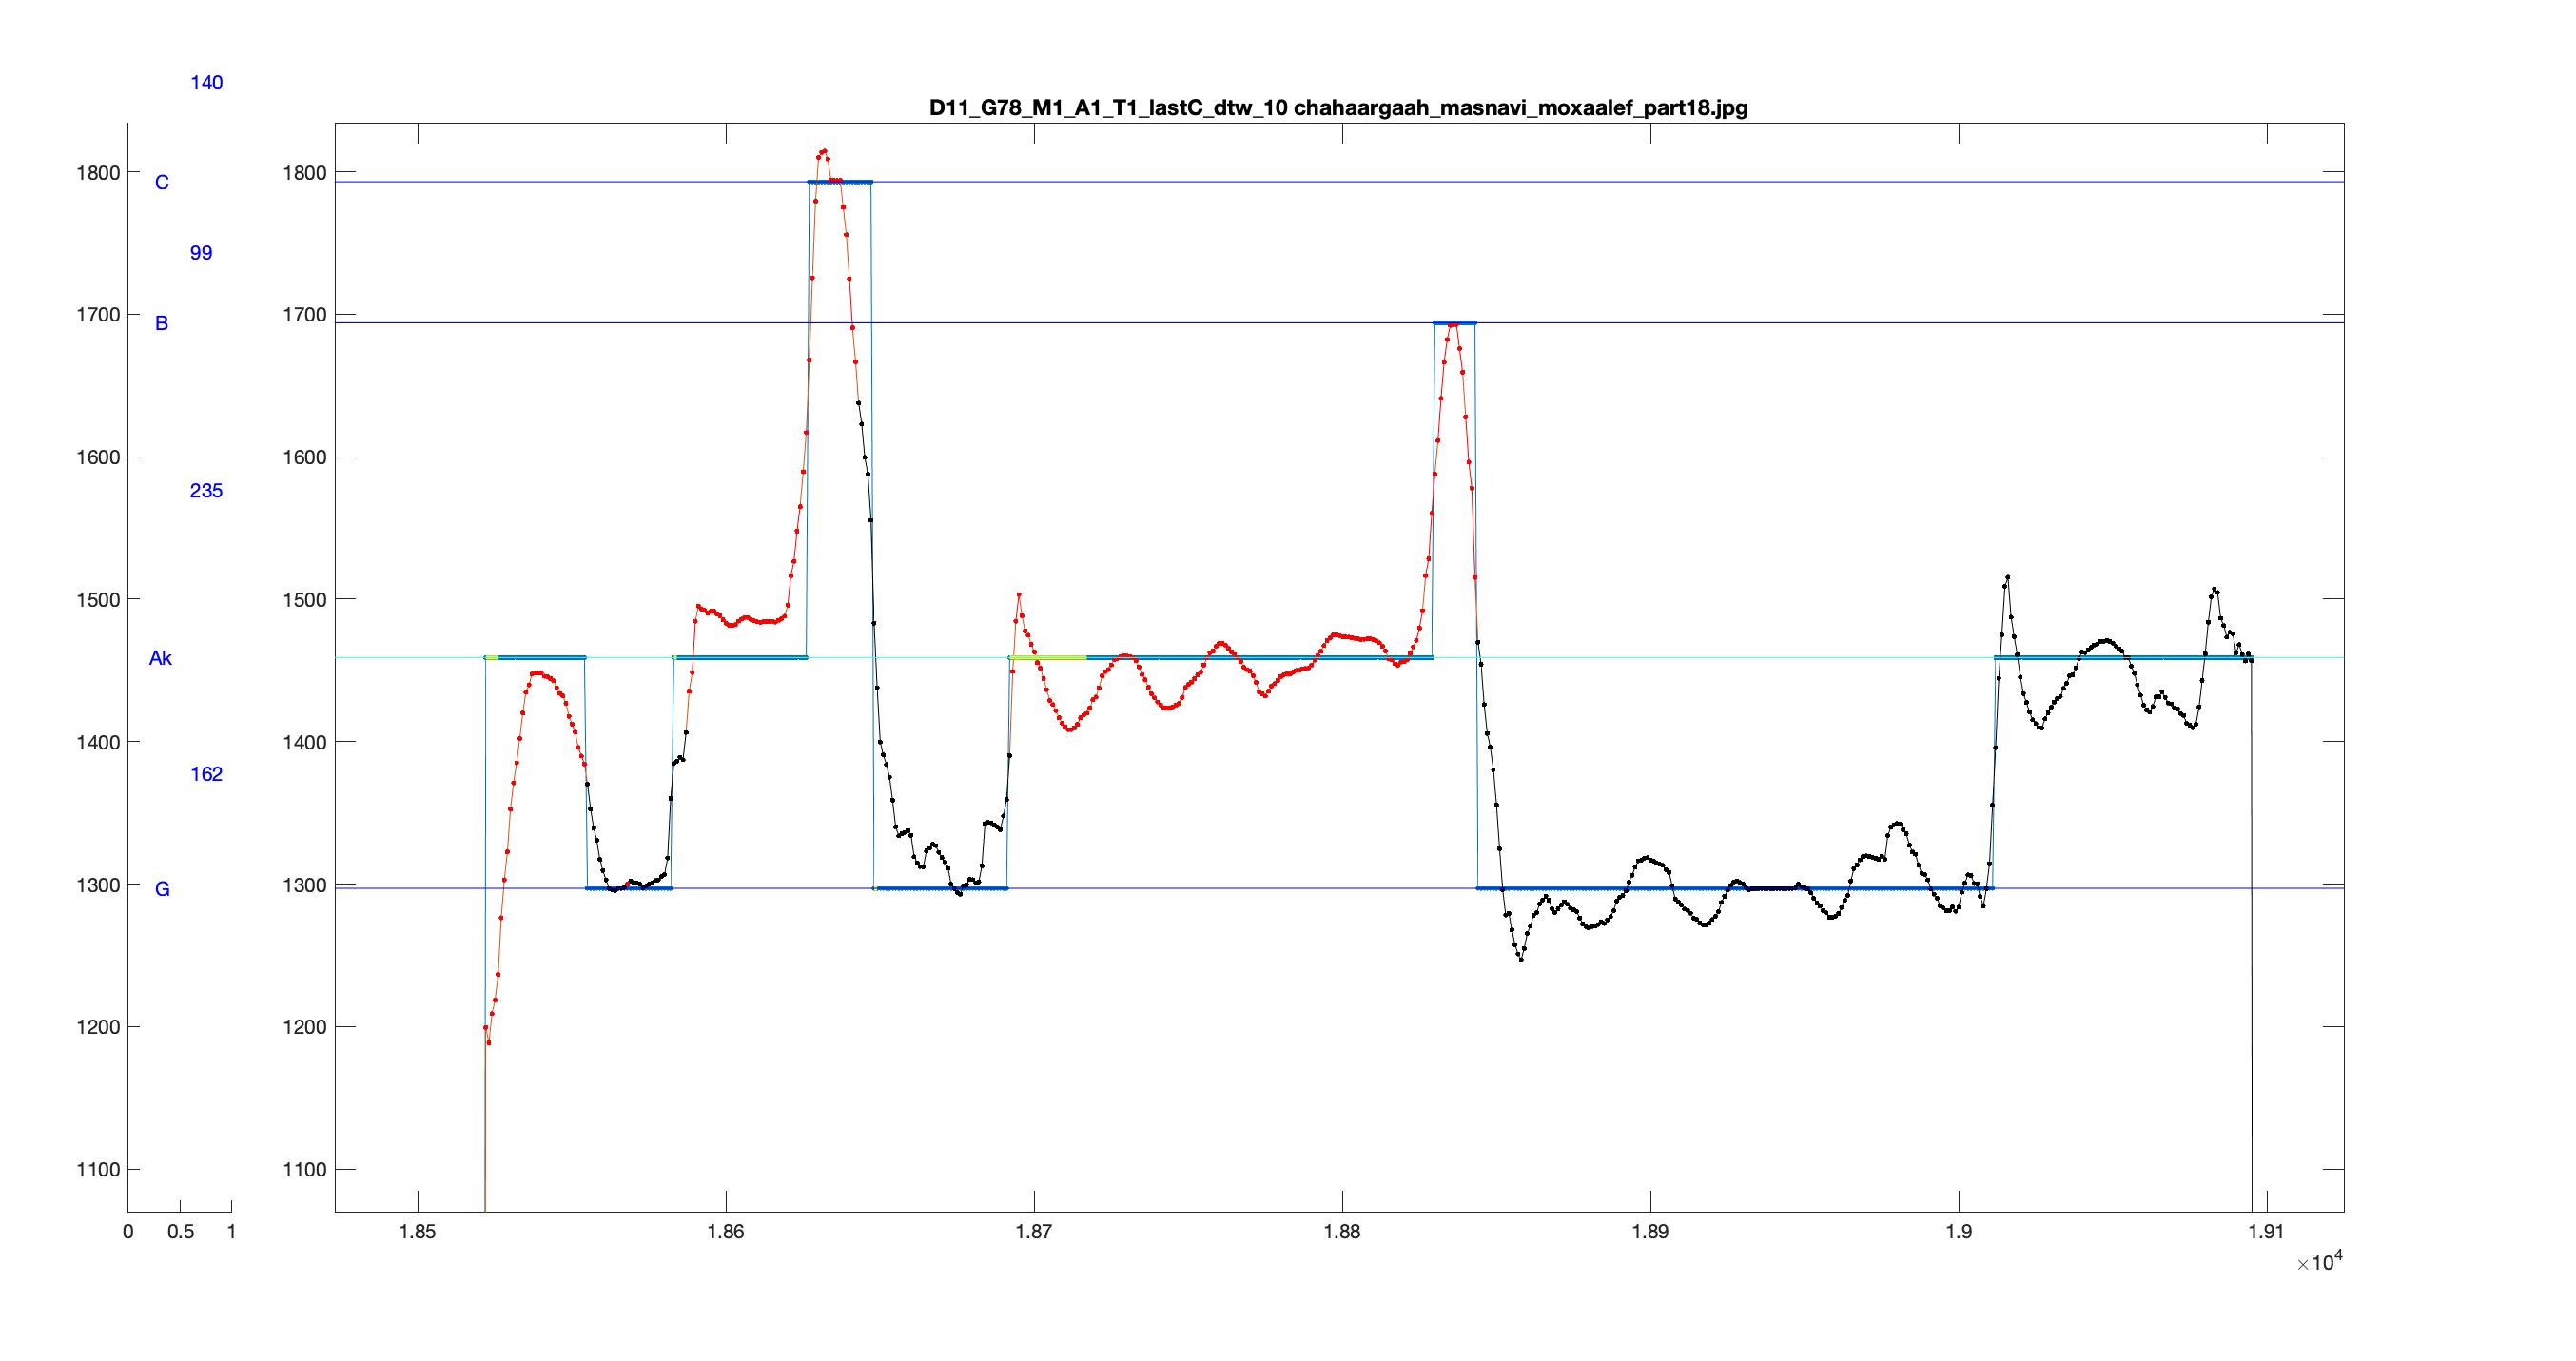 140
D11_G78_M1_A1_T1_lastC_dtw_10 chahaargaah_masnavi_moxaalef_part18.jpg
1800 C 1800
99
1700 B 1700
1600 1600
235
1500 1500
Ak
1400 1400
162
1300 G 1300
1200 1200
1100 1100
0 0.5 1 1.85 1.86 1.87 1.88 1.89 1.9 1.91
×10^4